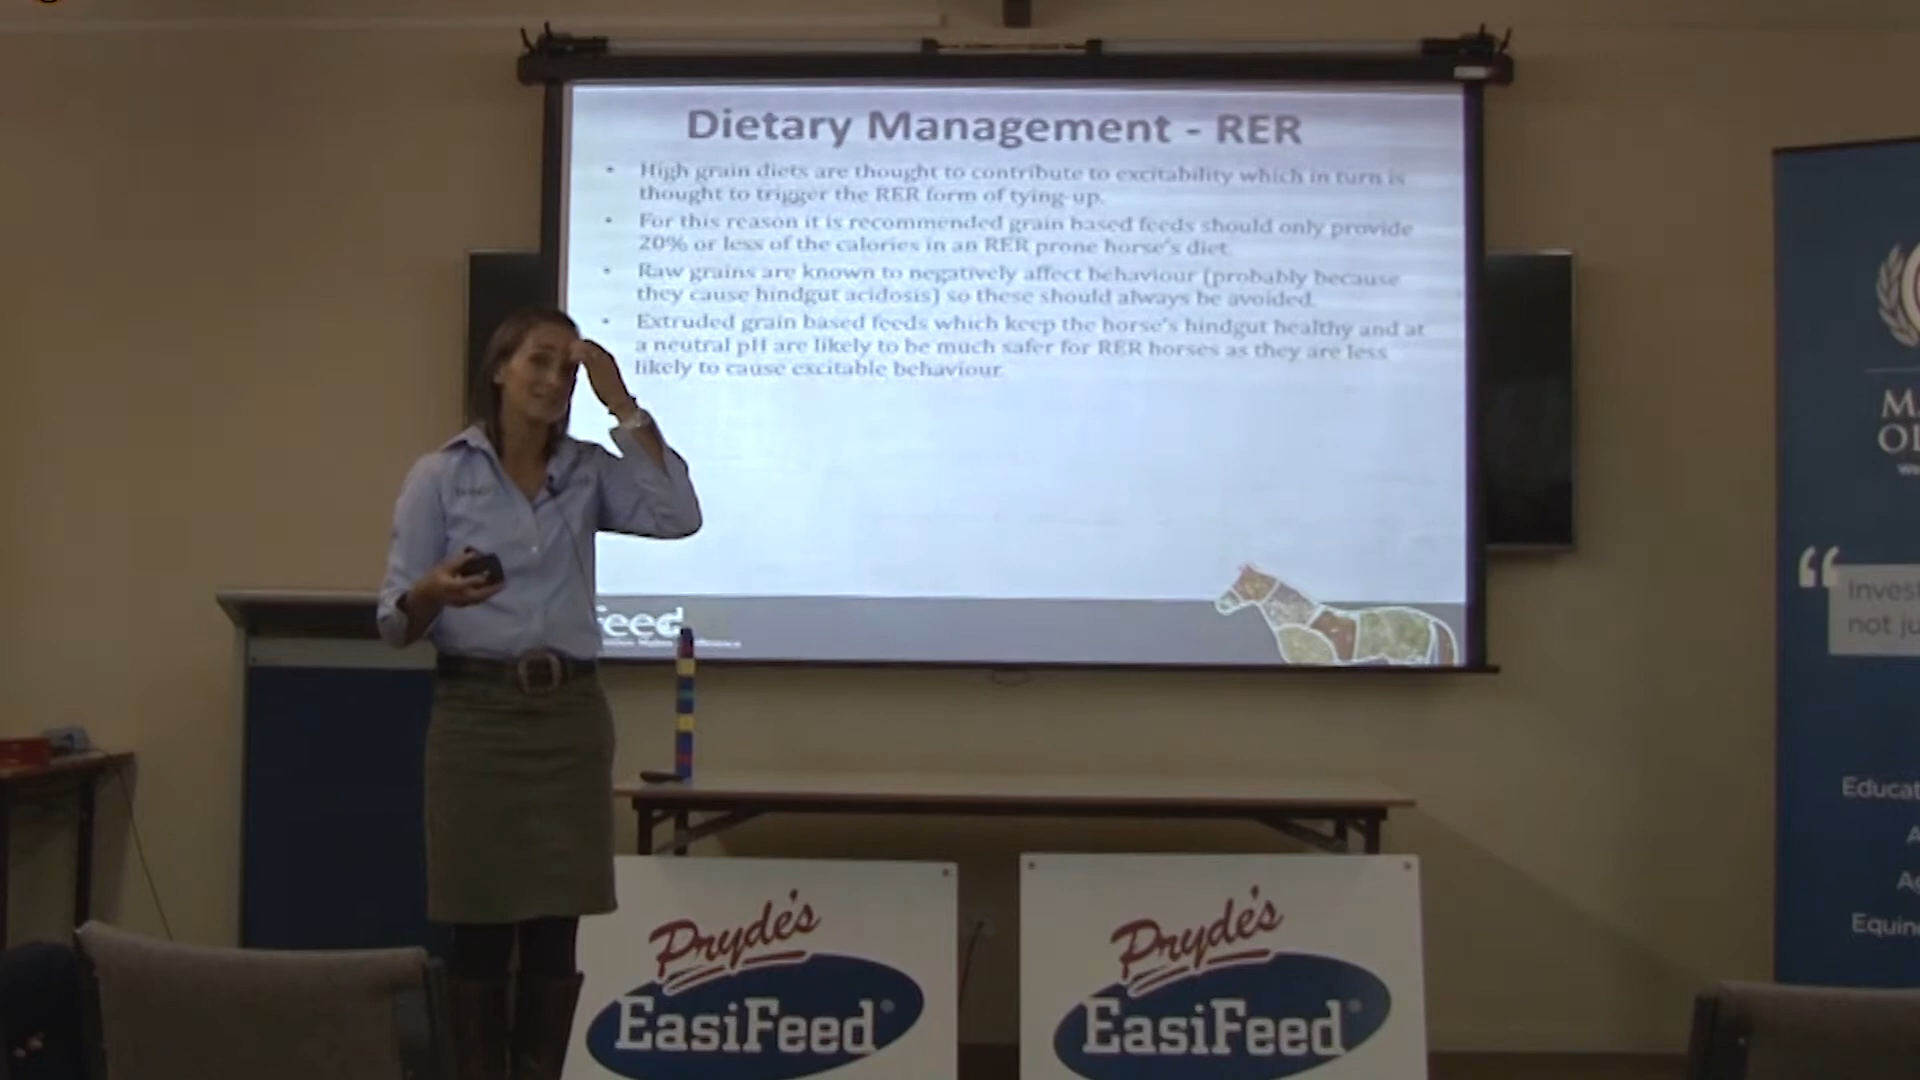 Dietary Management - RER
• High grain diets are thought to contribute to excitability which in turn is
thought to trigger the RER form of tying-up.
• For this reason it is recommended grain based feeds should only provide
20% or less of the calories in an RER prone horse's diet.
• Raw grains are known to negatively affect behaviour (probably because
they cause hindgut acidosis) so these should always be avoided.
• Extruded grain based feeds which keep the horse's hindgut healthy and at
a neutral pH are likely to be much safer for RER horses as they are less
likely to cause excitable behaviour.
Feed
“
Invest
not ju
Educat
Equin
Pryde's
EasiFeed®
Pryde's
EasiFeed®